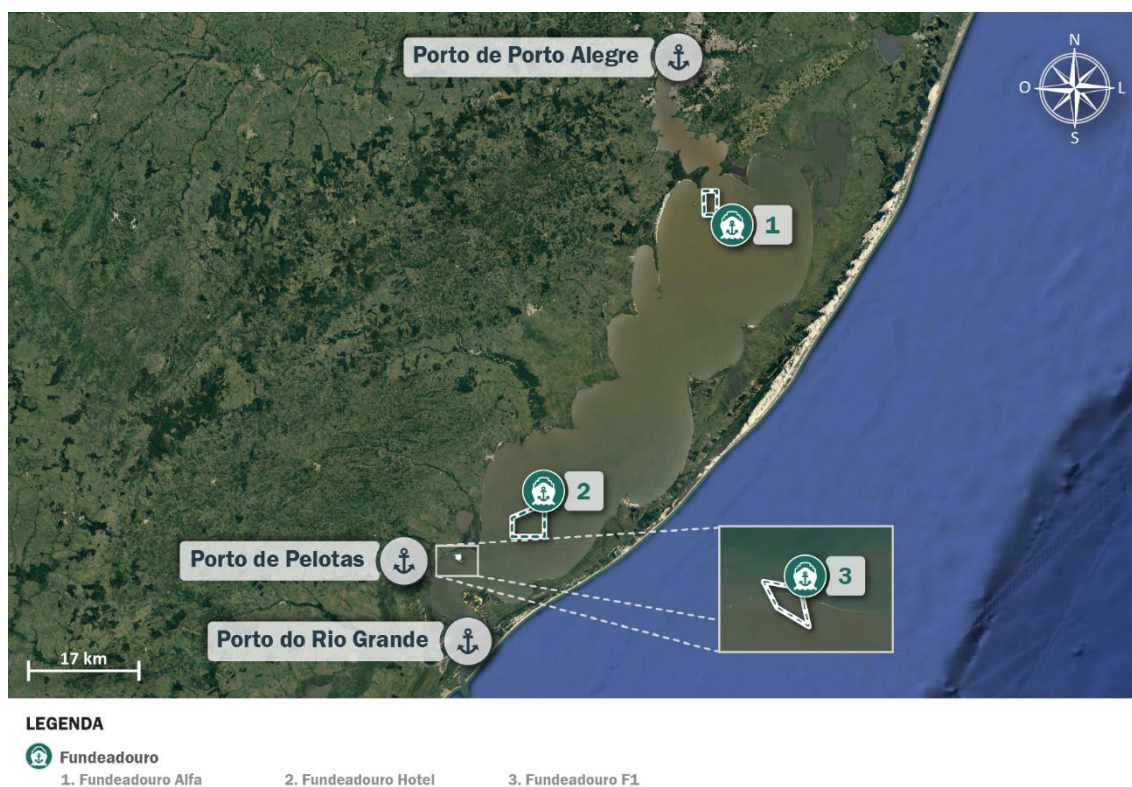 Porto de Porto Alegre
N
O
L
S
1
2
Porto de Pelotas
3
Porto do Rio Grande
17 km
LEGENDA
Fundeadouro
1. Fundeadouro Alfa
2. Fundeadouro Hotel
3. Fundeadouro F1